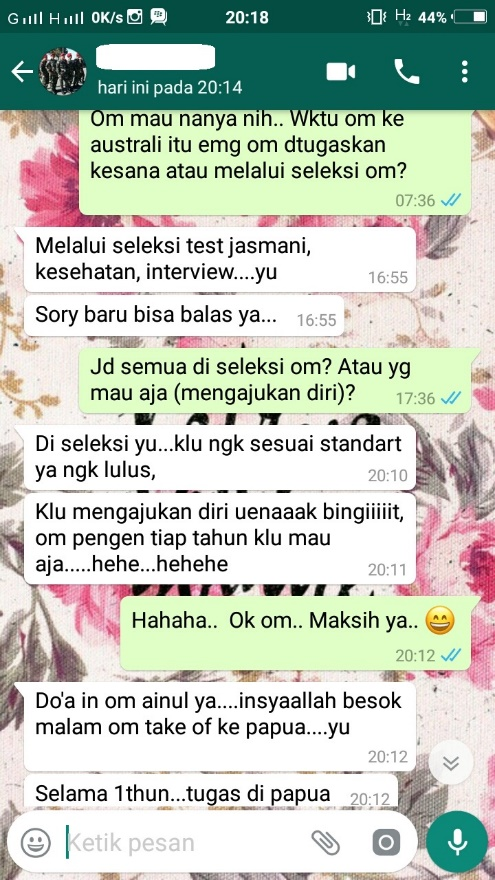 G H 0K/s 20:18 H₂ 44%
hari ini pada 20:14
Om mau nanya nih.. Wktu om ke
australi itu emg om dtugaskan
kesana atau melalui seleksi om?
07:36
Melalui seleksi test jasmani,
kesehatan, interview....yu
16:55
Sory baru bisa balas ya...
16:55
Jd semua di seleksi om? Atau yg
mau aja (mengajukan diri)?
17:36
Di seleksi yu...klu ngk sesuai standart
ya ngk lulus,
20:10
Klu mengajukan diri uenaaak bingiiiiit,
om pengen tiap tahun klu mau
aja.....hehe...hehehe
20:11
Hahaha.. Ok om.. Maksih ya.. 😄
20:12
Do'a in om ainul ya....insyaallah besok
malam om take of ke papua....yu
20:12
Selama 1thun...tugas di papua
20:12
Ketik pesan